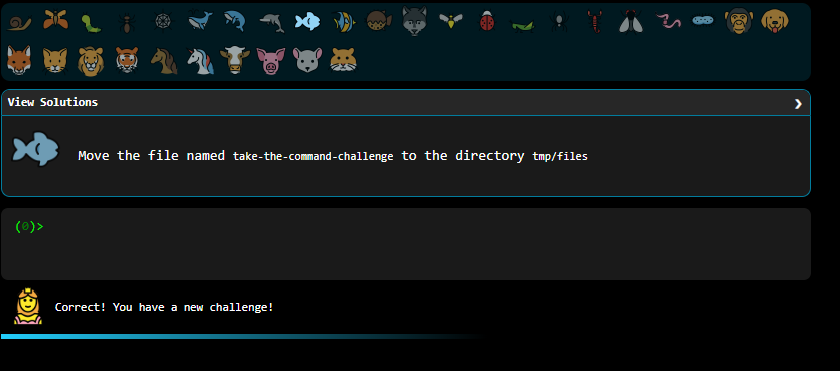 View Solutions
Move the file named take-the-command-challenge to the directory tmp/files
(0)>
Correct! You have a new challenge!